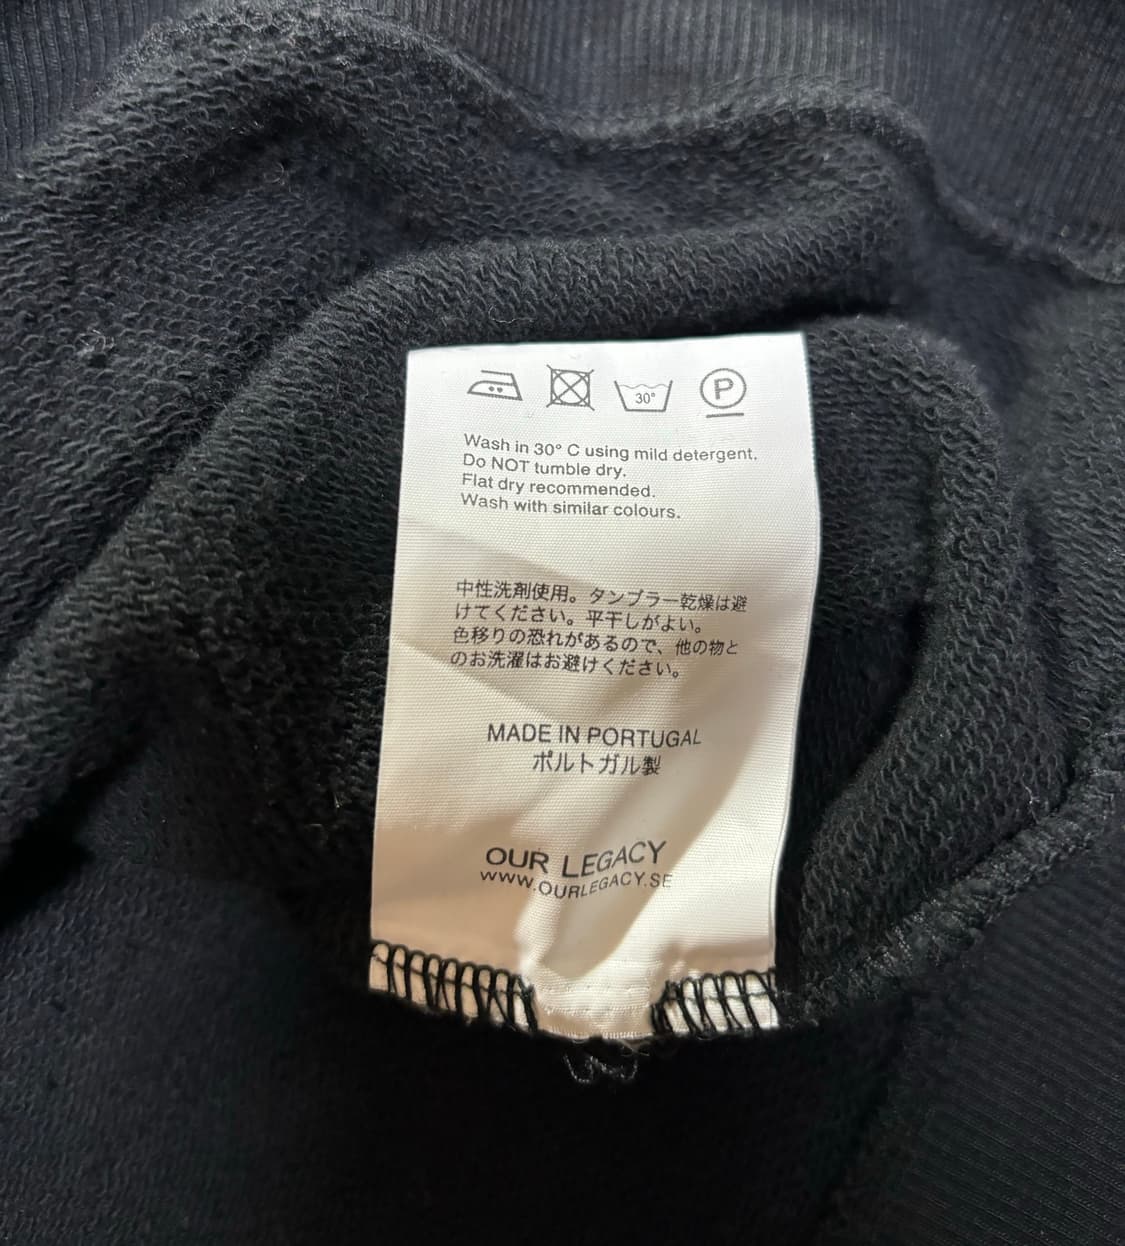 30°
P
Wash in 30° C using mild detergent.
Do NOT tumble dry.
Flat dry recommended.
Wash with similar colours.
中性洗剤使用。タンブラー乾燥は避
けてください。平干しがよい。
色移りの恐れがあるので、他の物と
のお洗濯はお避けください。
MADE IN PORTUGAL
ポルトガル製
OUR LEGACY
WWW.OURLEGACY.SE